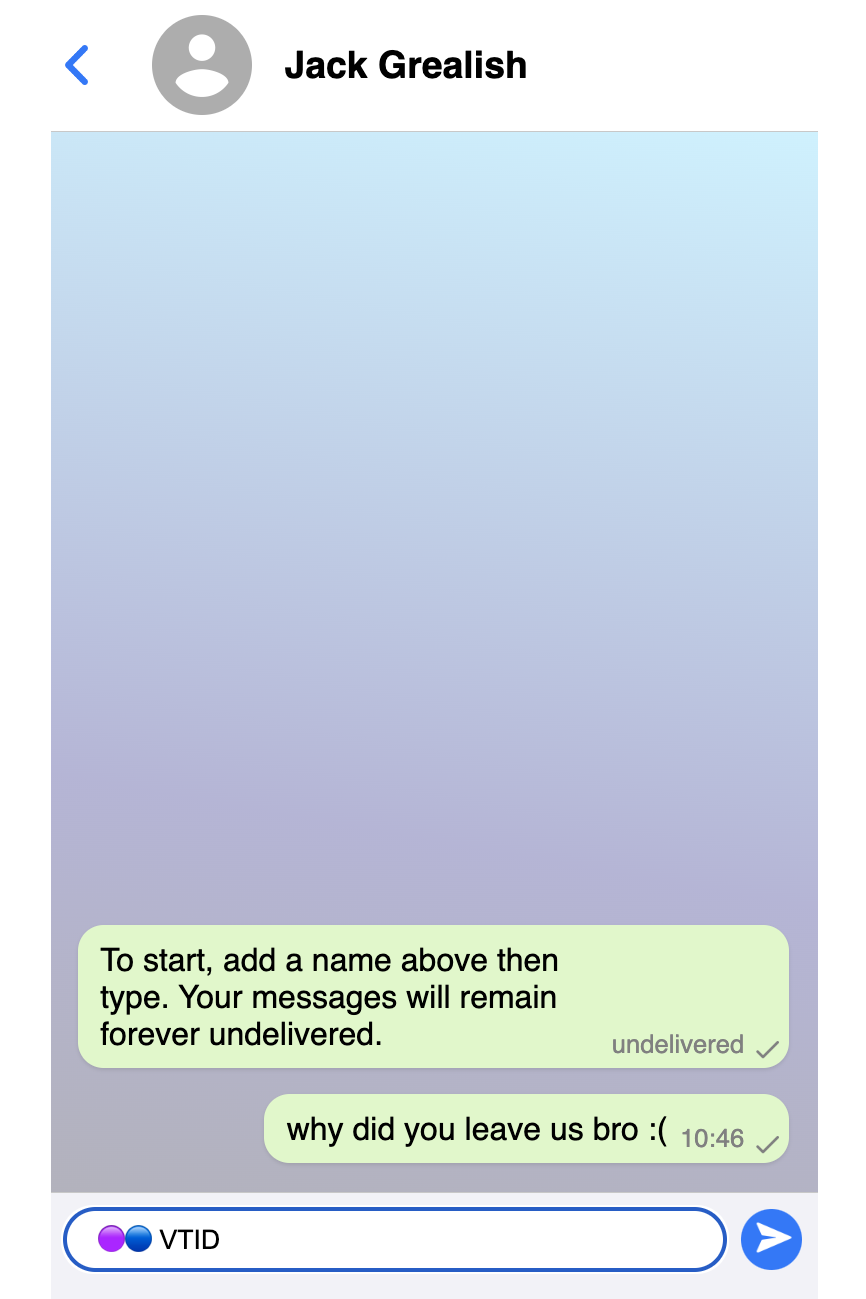 Jack Grealish
To start, add a name above then
type. Your messages will remain
forever undelivered.
undelivered
why did you leave us bro :(
10:46
🟣🔵 VTID